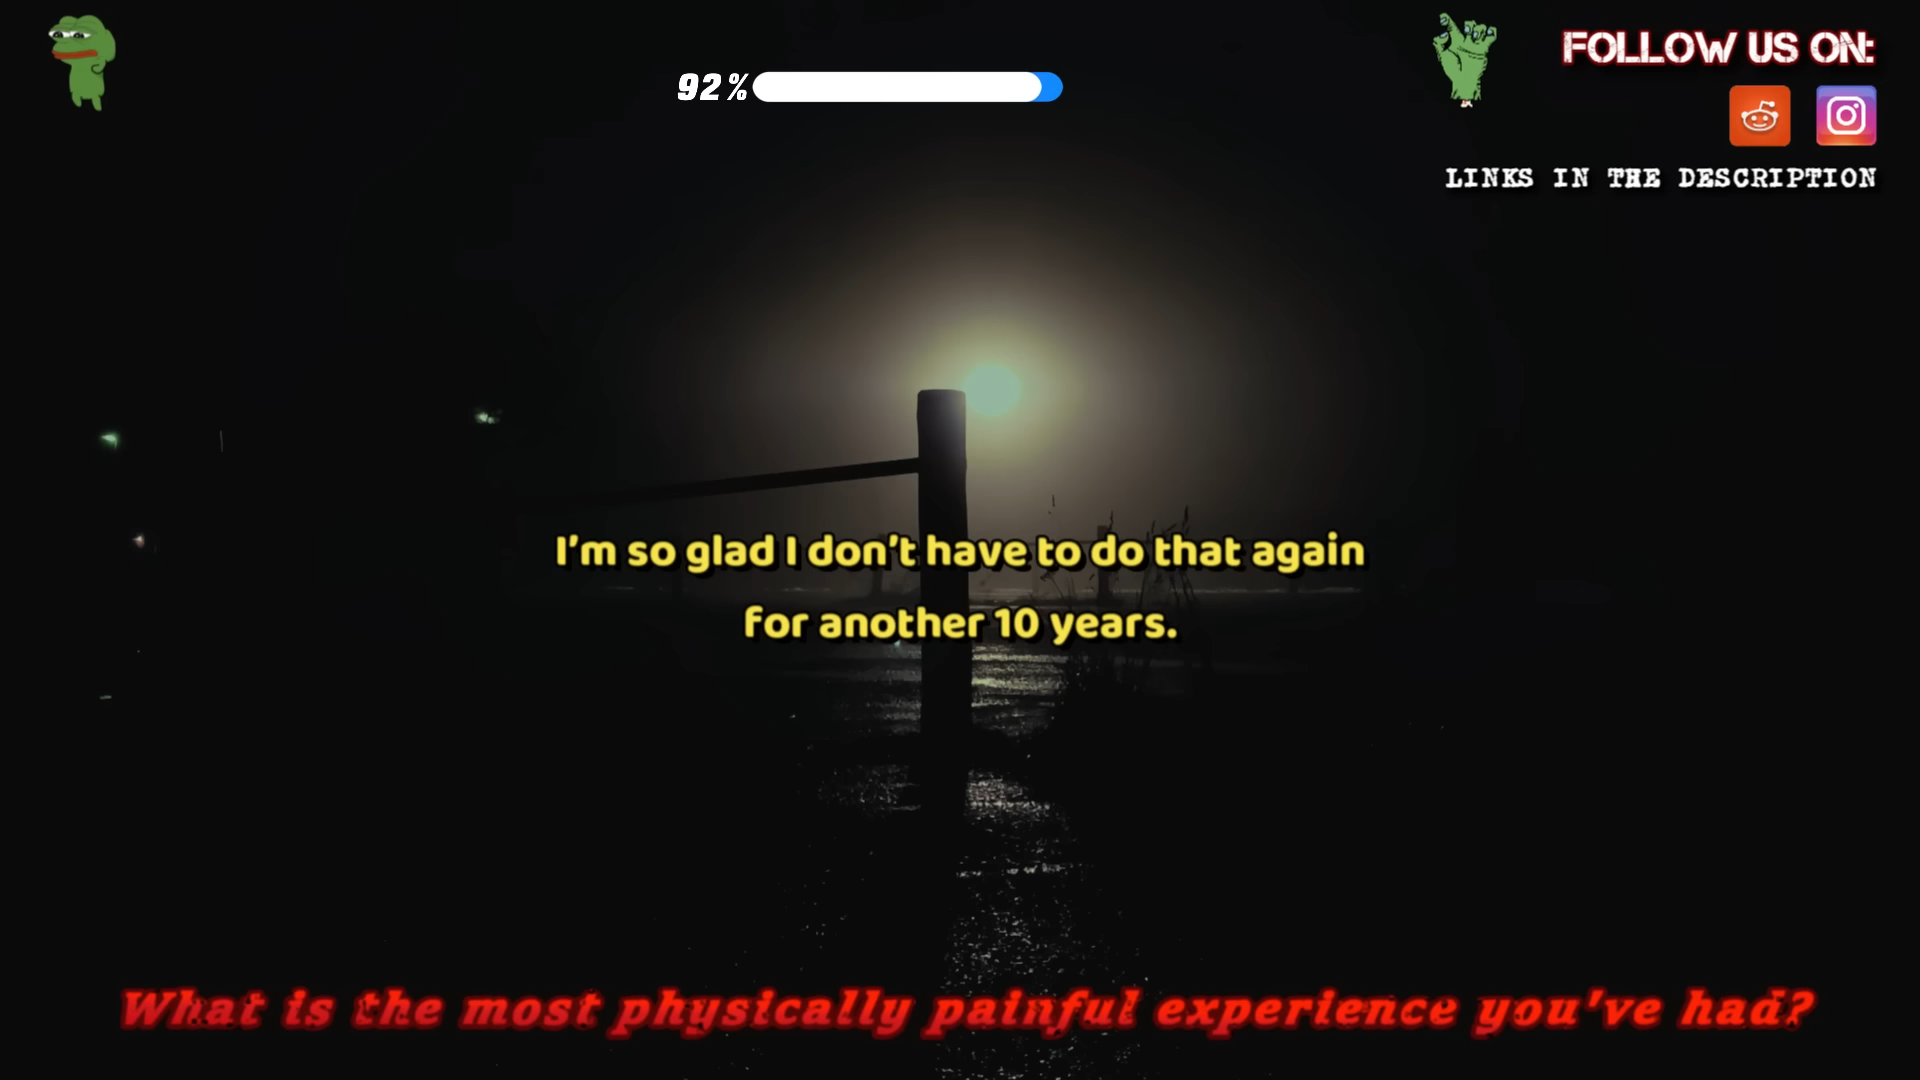 92%
FOLLOW US ON:
LINKS IN THE DESCRIPTION
I'm so glad I don't have to do that again
for another 10 years.
What is the most physically painful experience you've had?